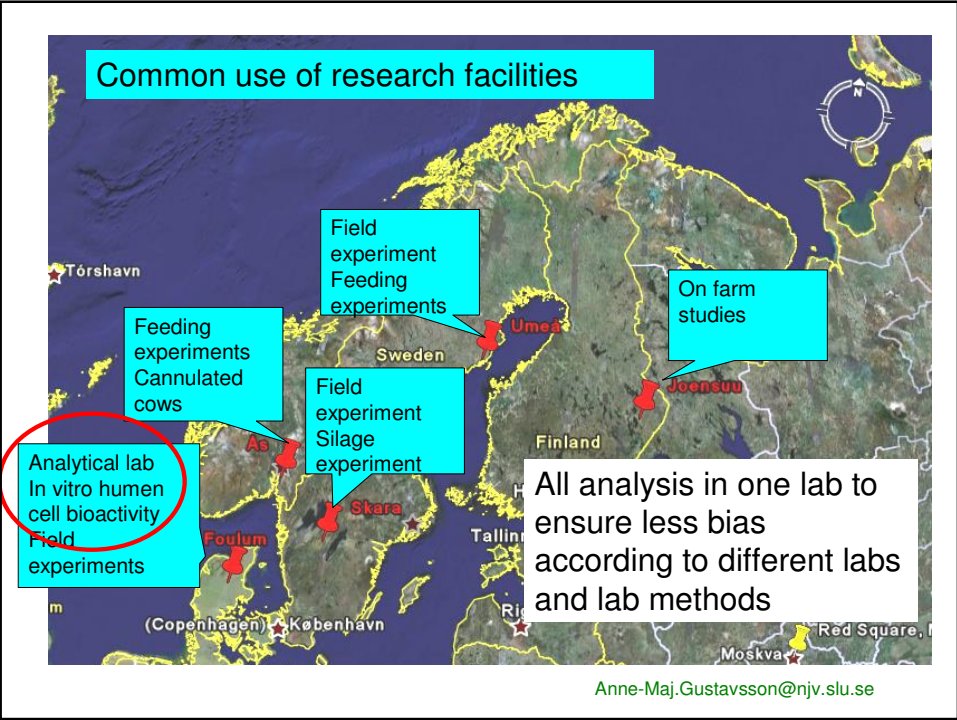 Common use of research facilities
N
Tórshavn
Field
experiment
Feeding
experiments
Umeå
On farm
studies
Joensuu
Feeding
experiments
Cannulated
cows
Sweden
Field
experiment
Silage
experiment
Ås
Finland
Analytical lab
In vitro humen
cell bioactivity
Field
experiments
Skara
Foulum
All analysis in one lab to
ensure less bias
according to different labs
and lab methods
H
Tallin
m
(Copenhagen) København
Rig
Red Square,
Moskva
Anne-Maj.Gustavsson@njv.slu.se